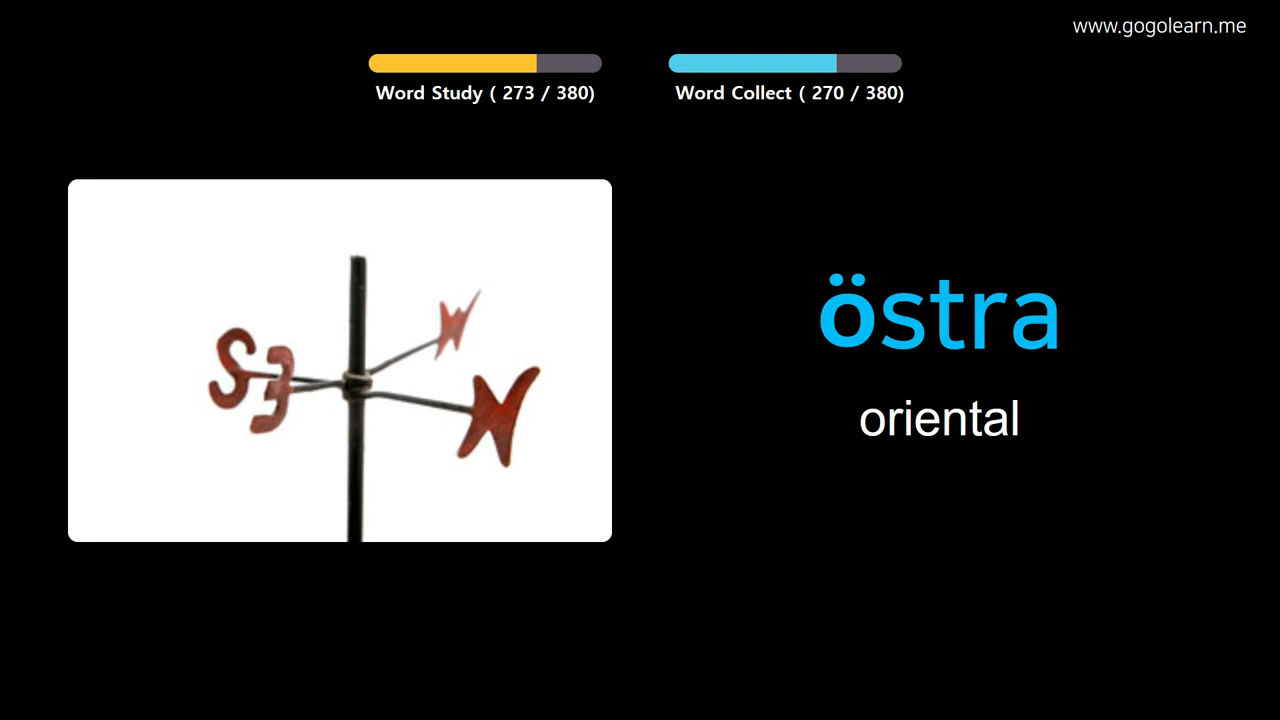 www.gogolearn.me
Word Study ( 273 / 380)
Word Collect ( 270 / 380)
östra
oriental
S
E
W
N